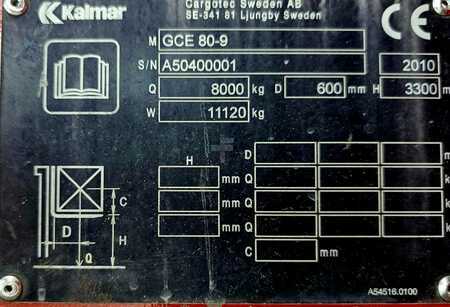 Kalmar
Cargotec Sweden AB
SE-341 81 Ljungby Sweden
CE
M GCE 80-9
S/N A50400001 2010
Q 8000 kg D 600 mm H 3300 m
W 11120 kg
H D m
mm Q k
mm Q k
mm Q k
C mm
C
D H
Q
A54516.0100